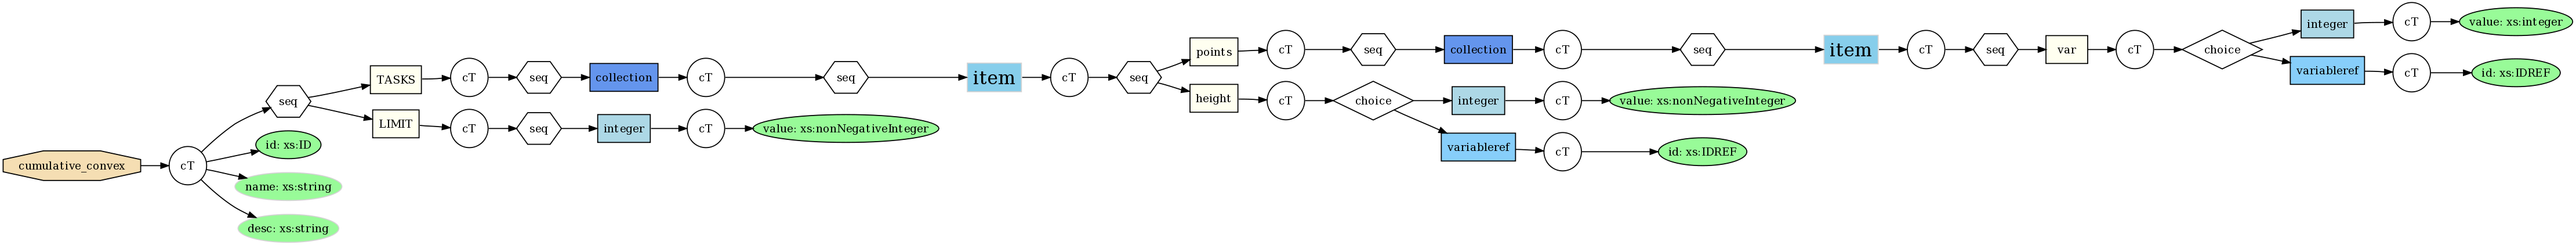 cumulative_convex
cT
seq
id: xs:ID
name: xs:string
desc: xs:string
TASKS
cT
seq
collection
cT
seq
item
cT
seq
points
cT
seq
collection
cT
seq
item
cT
seq
var
cT
choice
integer
cT
value: xs:integer
variableref
cT
id: xs:IDREF
height
cT
choice
integer
cT
value: xs:nonNegativeInteger
variableref
cT
id: xs:IDREF
LIMIT
cT
seq
integer
cT
value: xs:nonNegativeInteger